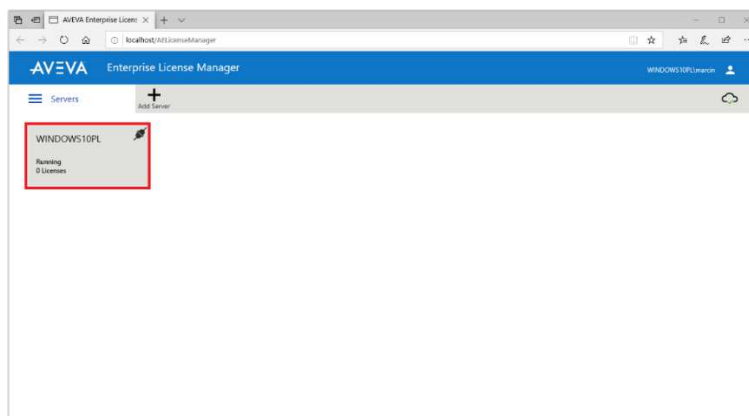 AVEVA Enterprise Licens
localhost/AELicenseManager
AVEVA Enterprise License Manager
WINDOWS10PL\marcin
Servers
Add Server
WINDOWS10PL
Running
0 Licenses